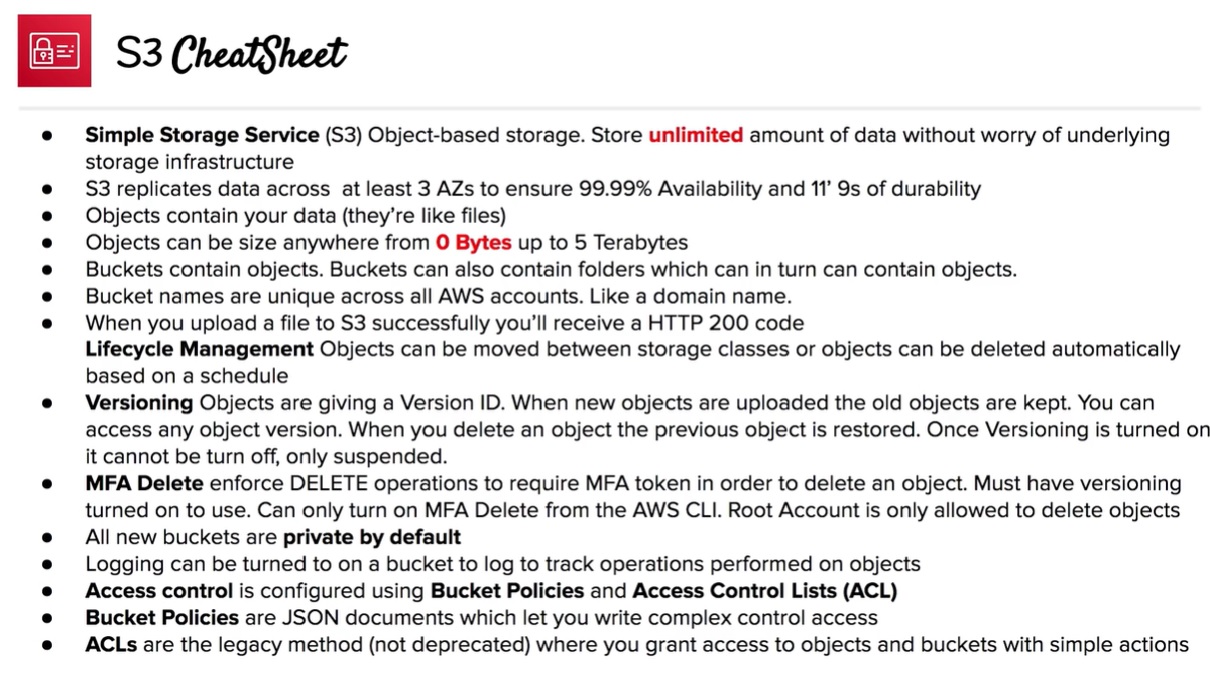 S3 CheatSheet
● Simple Storage Service (S3) Object-based storage. Store unlimited amount of data without worry of underlying
storage infrastructure
● S3 replicates data across at least 3 AZs to ensure 99.99% Availability and 11' 9s of durability
● Objects contain your data (they're like files)
● Objects can be size anywhere from 0 Bytes up to 5 Terabytes
● Buckets contain objects. Buckets can also contain folders which can in turn can contain objects.
● Bucket names are unique across all AWS accounts. Like a domain name.
● When you upload a file to S3 successfully you'll receive a HTTP 200 code
Lifecycle Management Objects can be moved between storage classes or objects can be deleted automatically
based on a schedule
● Versioning Objects are giving a Version ID. When new objects are uploaded the old objects are kept. You can
access any object version. When you delete an object the previous object is restored. Once Versioning is turned on
it cannot be turn off, only suspended.
● MFA Delete enforce DELETE operations to require MFA token in order to delete an object. Must have versioning
turned on to use. Can only turn on MFA Delete from the AWS CLI. Root Account is only allowed to delete objects
● All new buckets are private by default
● Logging can be turned to on a bucket to log to track operations performed on objects
● Access control is configured using Bucket Policies and Access Control Lists (ACL)
● Bucket Policies are JSON documents which let you write complex control access
● ACLs are the legacy method (not deprecated) where you grant access to objects and buckets with simple actions